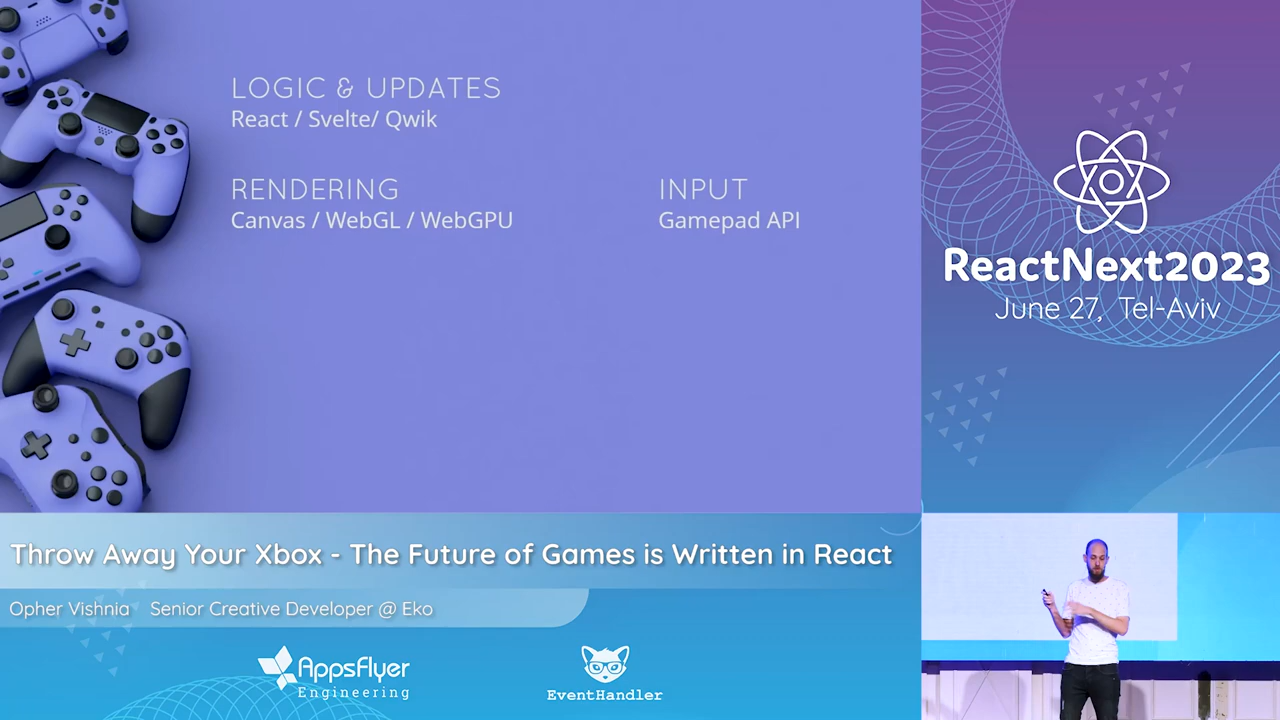 LOGIC & UPDATES
React / Svelte/ Qwik
RENDERING
Canvas / WebGL / WebGPU
INPUT
Gamepad API
ReactNext2023
June 27, Tel-Aviv
Throw Away Your Xbox - The Future of Games is Written in React
Opher Vishnia Senior Creative Developer @ Eko
AppsFlyer
Engineering
EventHandler